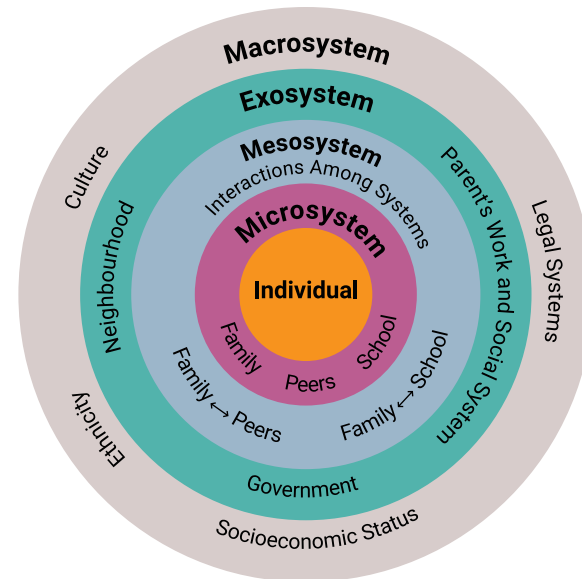 Macrosystem
Culture
Legal Systems
Ethnicity
Socioeconomic Status
Exosystem
Neighbourhood
Parent's Work and Social System
Government
Mesosystem
Interactions Among Systems
Family ↔ Peers
Family ↔ School
Microsystem
Family
Peers
School
Individual